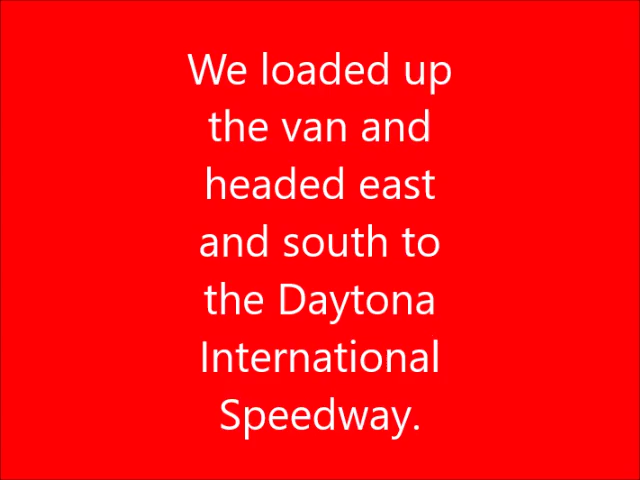 We loaded up
the van and
headed east
and south to
the Daytona
International
Speedway.